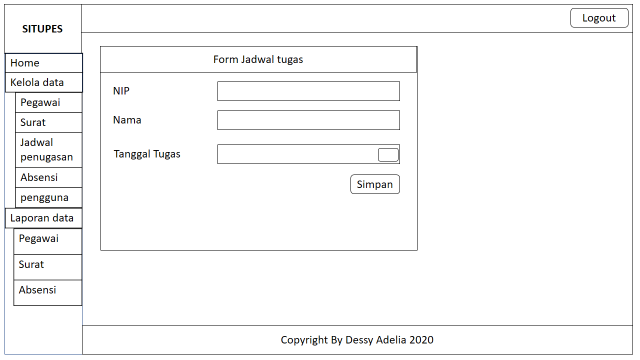 SITUPES
Logout
Home
Kelola data
Pegawai
Surat
Jadwal
penugasan
Absensi
pengguna
Laporan data
Pegawai
Surat
Absensi
Form Jadwal tugas
NIP
Nama
Tanggal Tugas
Simpan
Copyright By Dessy Adelia 2020